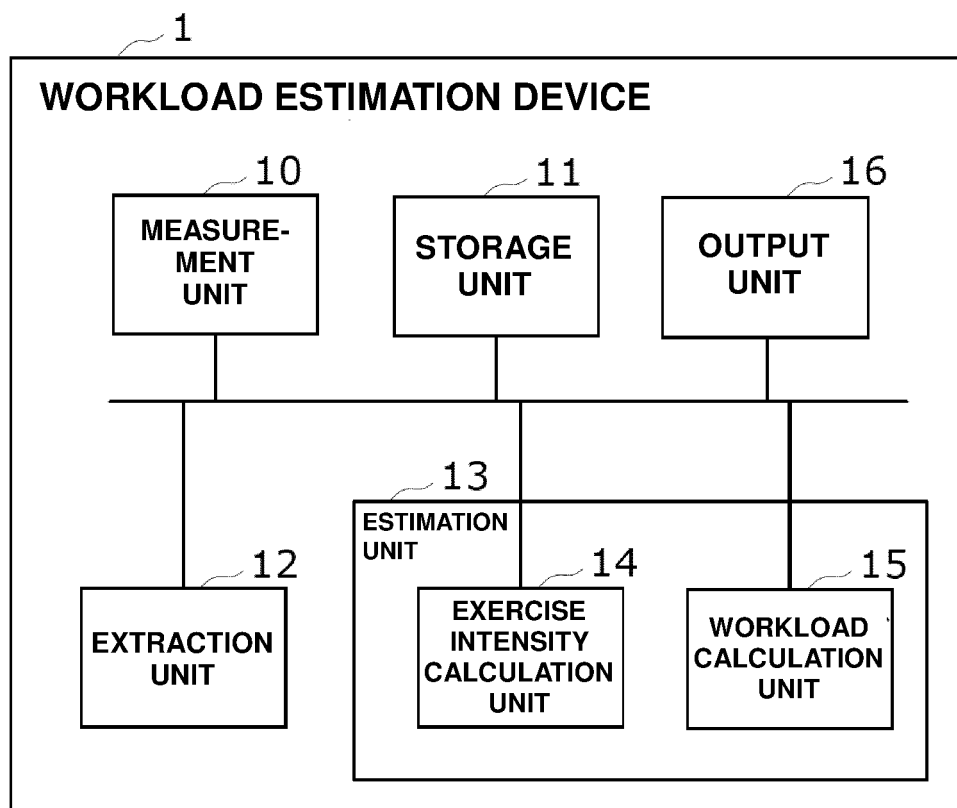 1
WORKLOAD ESTIMATION DEVICE
10
MEASURE-
MENT
UNIT
11
STORAGE
UNIT
16
OUTPUT
UNIT
12
EXTRACTION
UNIT
13
ESTIMATION
UNIT
14
EXERCISE
INTENSITY
CALCULATION
UNIT
15
WORKLOAD
CALCULATION
UNIT